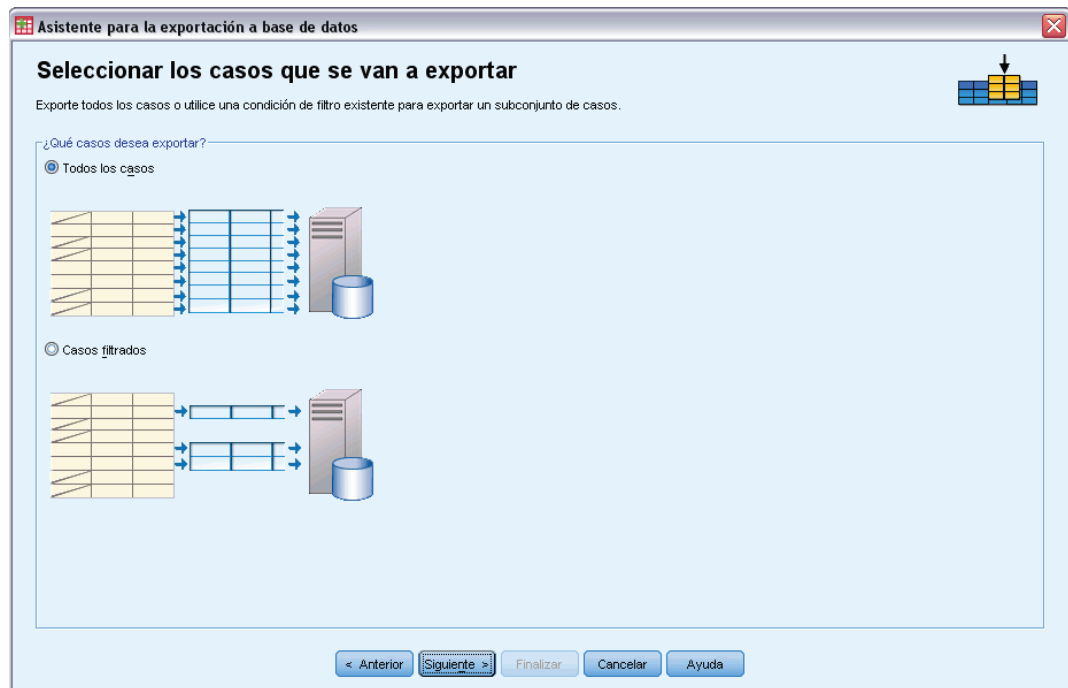 Asistente para la exportación a base de datos
Seleccionar los casos que se van a exportar
Exporte todos los casos o utilice una condición de filtro existente para exportar un subconjunto de casos.
¿Qué casos desea exportar?
Todos los casos
Casos filtrados
< Anterior Siguiente > Finalizar Cancelar Ayuda